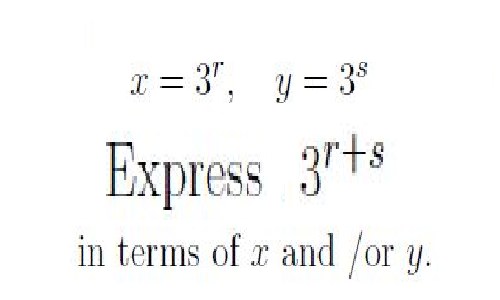 x = 3^r, y = 3^s
Express 3^{r+s}
in terms of x and /or y.